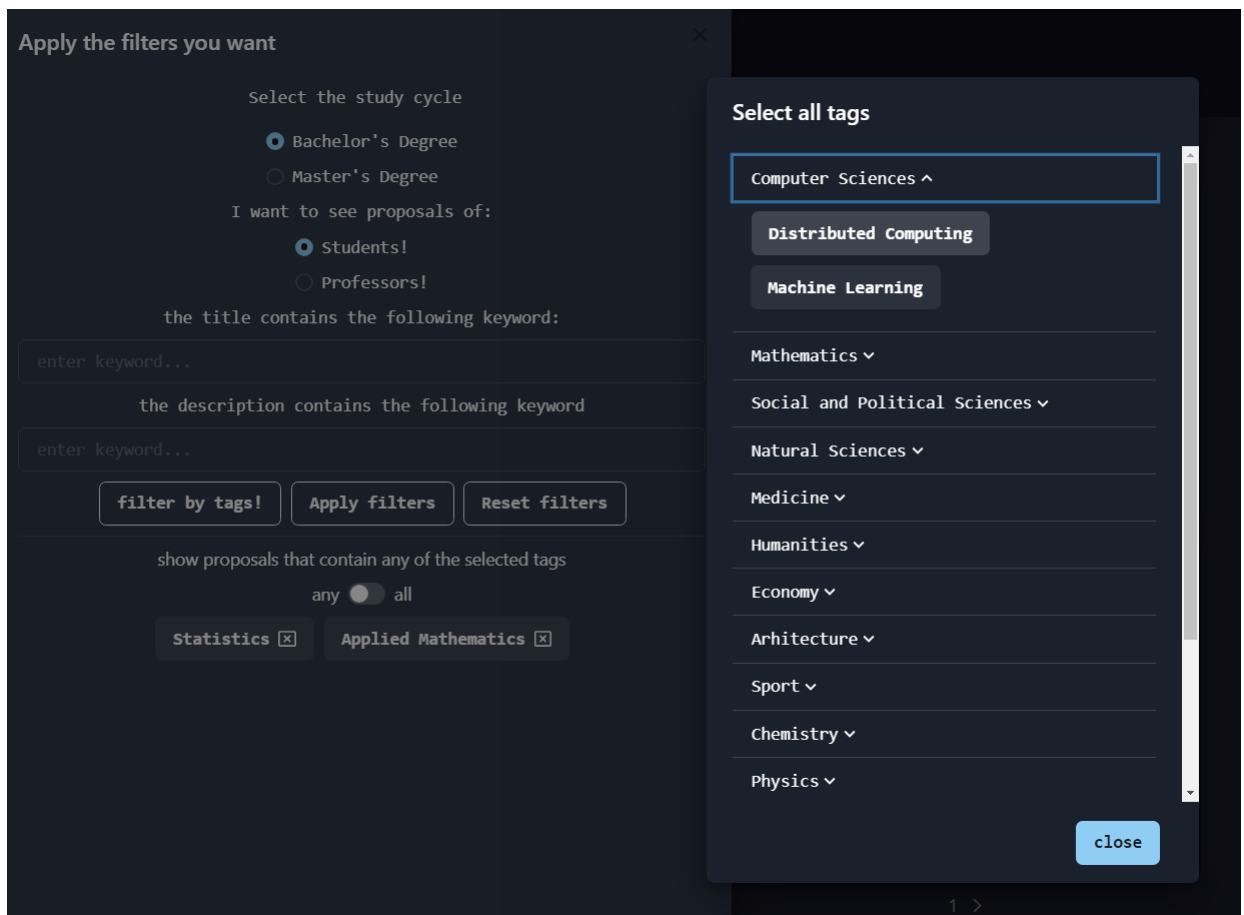 Apply the filters you want
Select the study cycle
Bachelor's Degree
Master's Degree
I want to see proposals of:
Students!
Professors!
the title contains the following keyword:
enter keyword...
the description contains the following keyword
enter keyword...
filter by tags!
Apply filters
Reset filters
show proposals that contain any of the selected tags
any
all
Statistics
Applied Mathematics
Select all tags
Computer Sciences
Distributed Computing
Machine Learning
Mathematics
Social and Political Sciences
Natural Sciences
Medicine
Humanities
Economy
Arhitecture
Sport
Chemistry
Physics
close
1